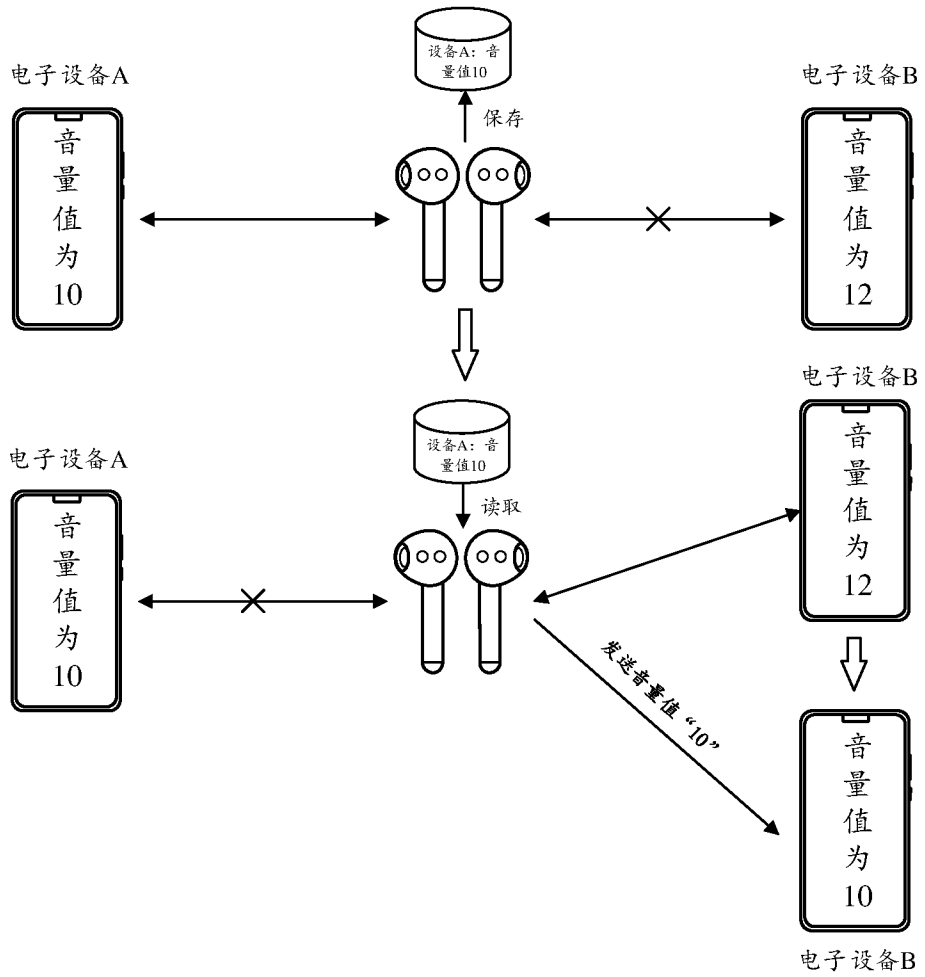 设备A：音
量值10
电子设备A
电子设备B
保存
音
量
值
为
10
音
量
值
为
12
电子设备B
设备A：音
量值10
电子设备A
读取
音
量
值
为
10
音
量
值
为
12
发送音量值“10”
音
量
值
为
10
电子设备B